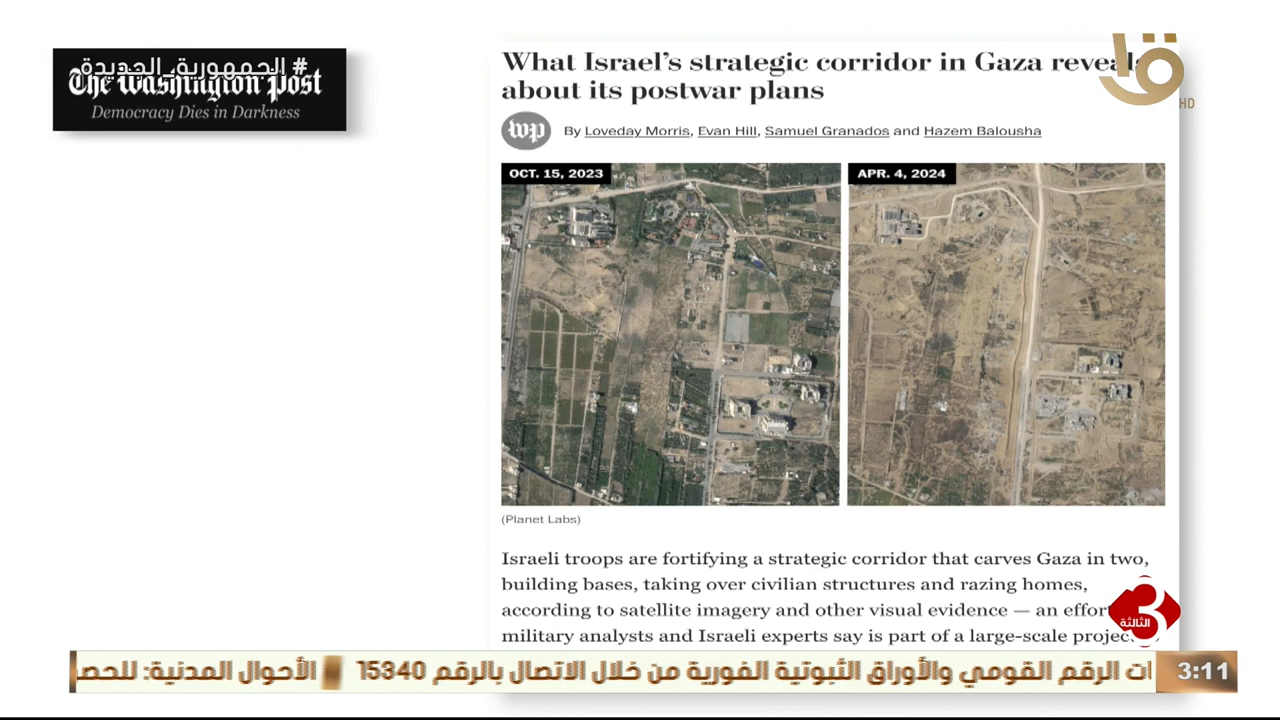 # الجمهورية_الجديدة
The Washington Post
Democracy Dies in Darkness
What Israel's strategic corridor in Gaza reveals
about its postwar plans
HD
wp
By Loveday Morris, Evan Hill, Samuel Granados and Hazem Balousha
OCT. 15, 2023
APR. 4, 2024
(Planet Labs)
Israeli troops are fortifying a strategic corridor that carves Gaza in two,
building bases, taking over civilian structures and razing homes,
according to satellite imagery and other visual evidence — an effort
military analysts and Israeli experts say is part of a large-scale project
3
الثالثة
ات الرقم القومي والأوراق الثبوتية الفورية من خلال الاتصال بالرقم 15340 الأحوال المدنية: للحص
3:11